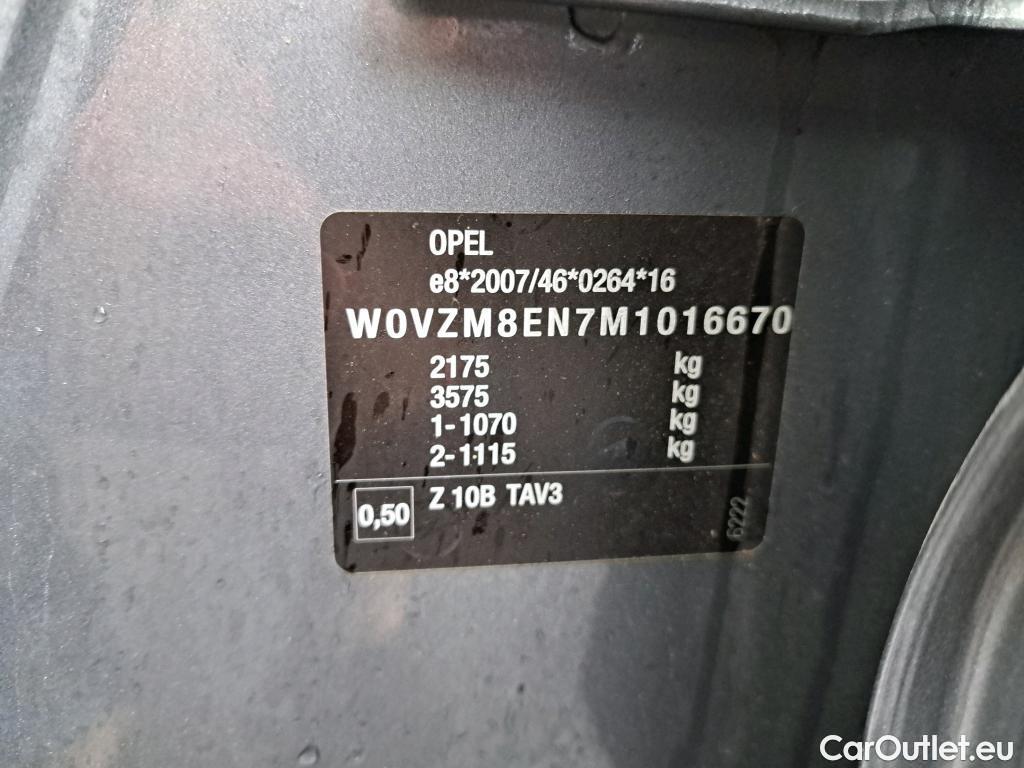 OPEL
e8*2007/46*0264*16
W0VZM8EN7M1016670
2175 kg
3575 kg
1-1070 kg
2-1115 kg
0,50 Z 10B TAV3
6222
CarOutlet.eu